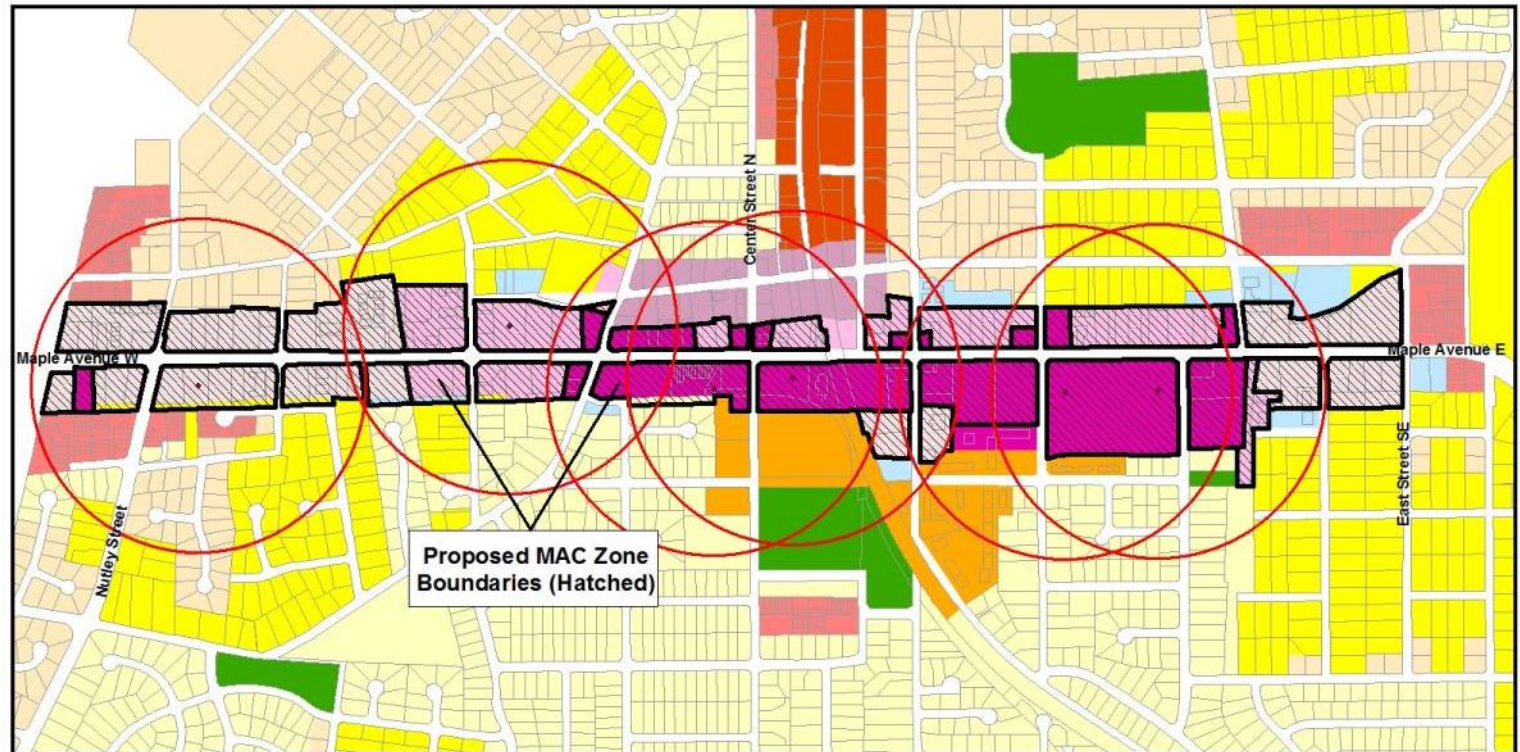 Center Street N
Maple Avenue W
Maple Avenue E
Nutley Street
East Street SE
Proposed MAC Zone
Boundaries (Hatched)